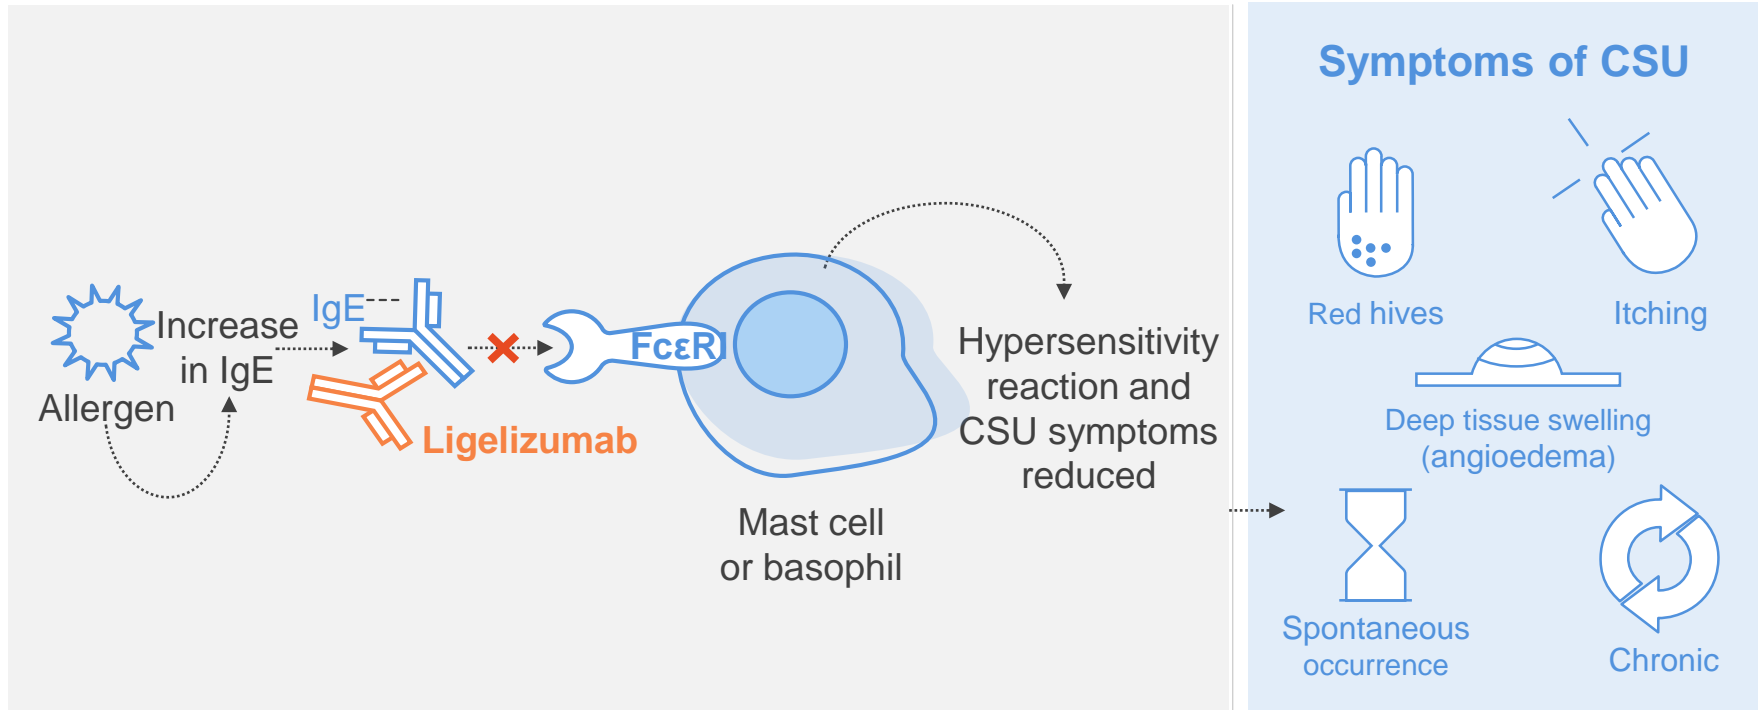 Allergen
Increase
in IgE
IgE
Ligelizumab
FcεRI
Mast cell
or basophil
Hypersensitivity
reaction and
CSU symptoms
reduced
Symptoms of CSU
Red hives
Itching
Deep tissue swelling
(angioedema)
Spontaneous
occurrence
Chronic